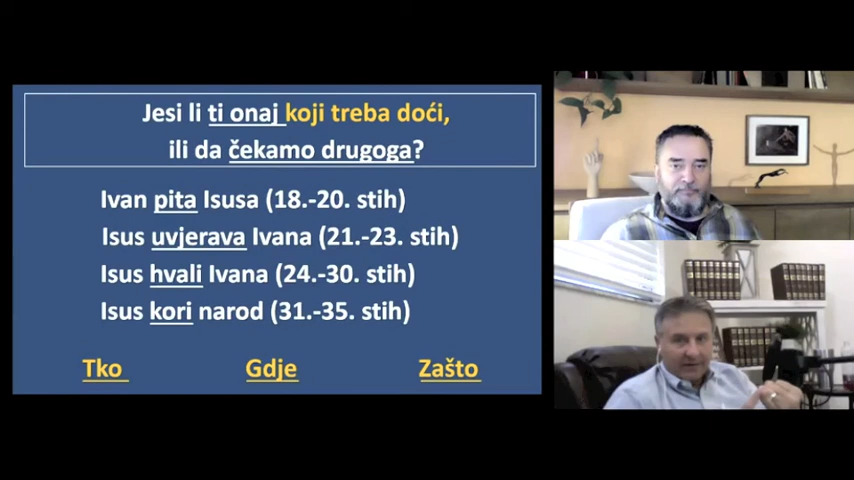 Jesi li ti onaj koji treba doći,
ili da čekamo drugoga?
Ivan pita Isusa (18.-20. stih)
Isus uvjerava Ivana (21.-23. stih)
Isus hvali Ivana (24.-30. stih)
Isus kori narod (31.-35. stih)
Tko Gdje Zašto